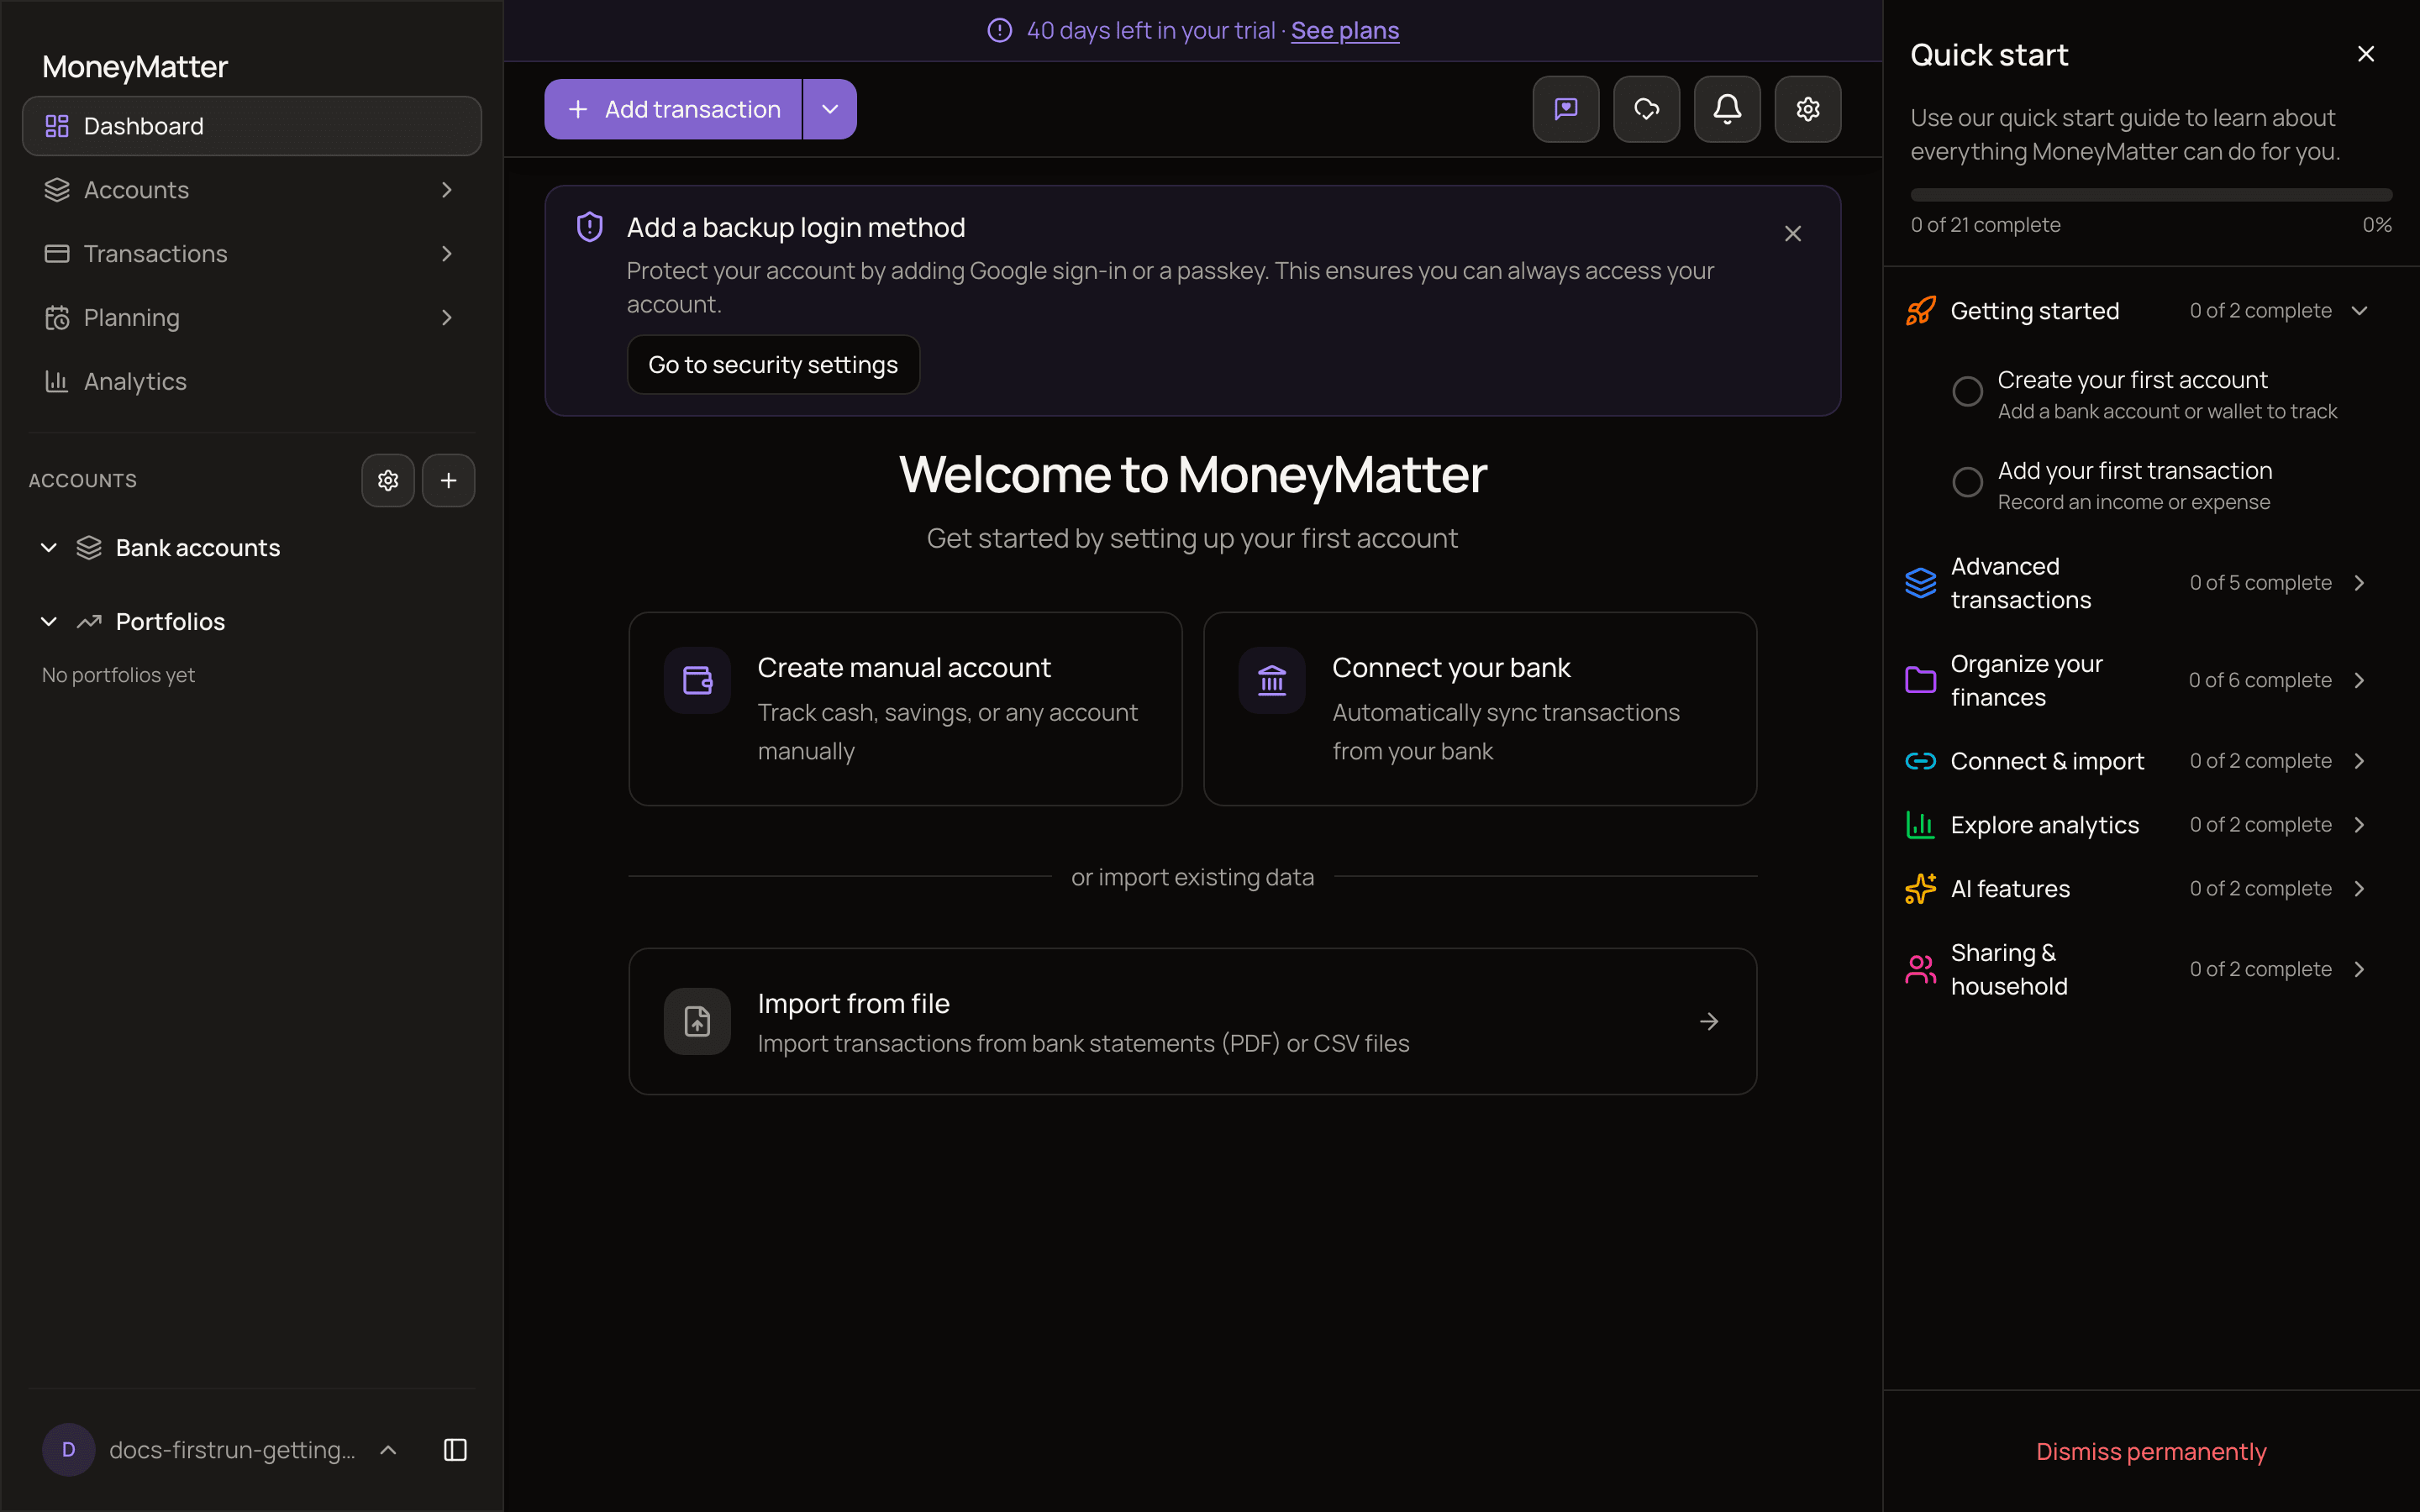 MoneyMatter
Dashboard
Accounts
Transactions
Planning
Analytics
ACCOUNTS
Bank accounts
Portfolios
No portfolios yet
D
docs-firstrun-getting...
40 days left in your trial · See plans
Add transaction
Add a backup login method
Protect your account by adding Google sign-in or a passkey. This ensures you can always access your
account.
Go to security settings
Welcome to MoneyMatter
Get started by setting up your first account
Create manual account
Track cash, savings, or any account
manually
Connect your bank
Automatically sync transactions
from your bank
or import existing data
Import from file
Import transactions from bank statements (PDF) or CSV files
Quick start
Use our quick start guide to learn about
everything MoneyMatter can do for you.
0 of 21 complete 0%
Getting started 0 of 2 complete
Create your first account
Add a bank account or wallet to track
Add your first transaction
Record an income or expense
Advanced
transactions
0 of 5 complete
Organize your
finances
0 of 6 complete
Connect & import 0 of 2 complete
Explore analytics 0 of 2 complete
AI features 0 of 2 complete
Sharing &
household
0 of 2 complete
Dismiss permanently